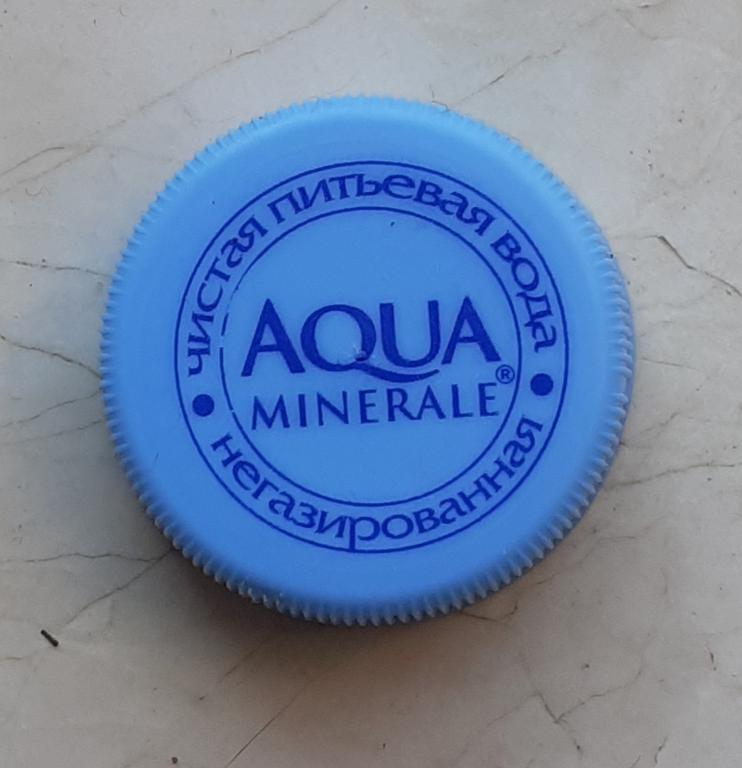 чистая питьевая вода
AQUA
MINERALE®
• негазированная •